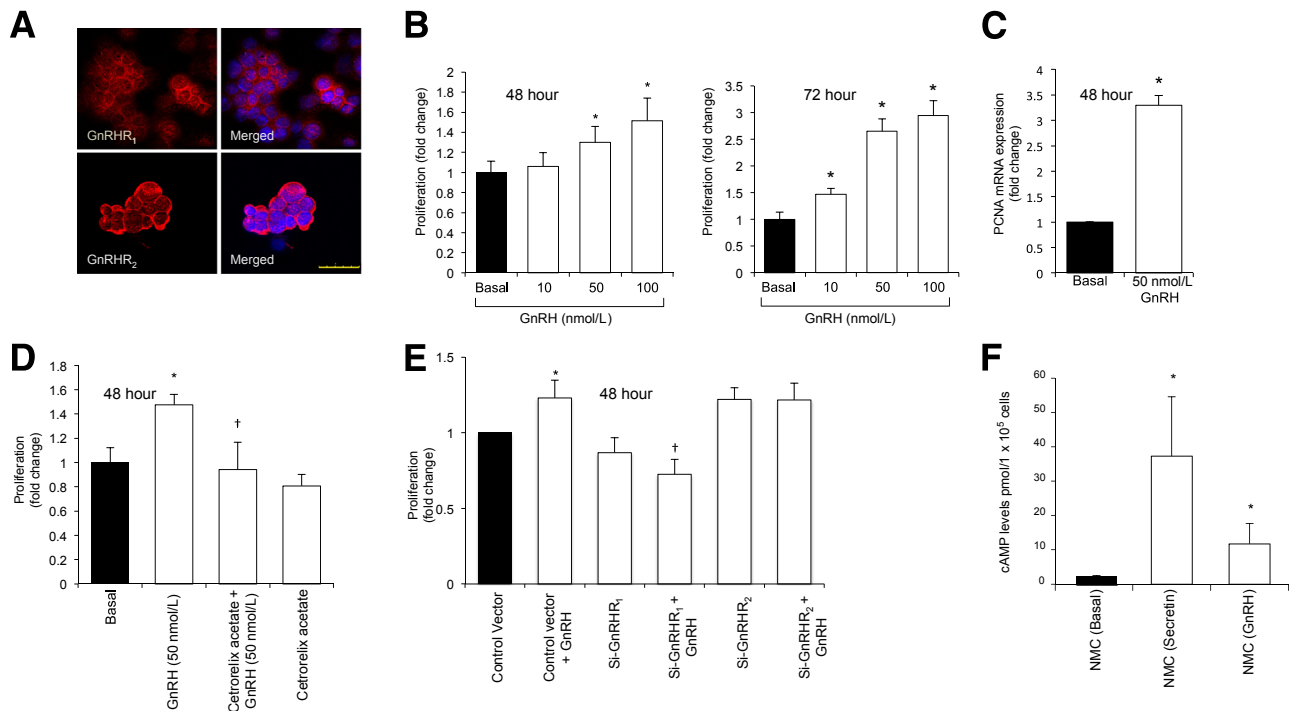 A
GnRHR1
Merged
GnRHR2
Merged
B
Proliferation (fold change)
2
1.8
1.6
1.4
1.2
1
0.8
0.6
0.4
0.2
0
48 hour
*
*
Basal
10
50
100
GnRH (nmol/L)
Proliferation (fold change)
3.5
3
2.5
2
1.5
1
0.5
0
72 hour
*
*
*
Basal
10
50
100
GnRH (nmol/L)
C
PCNA mRNA expression
(fold change)
4
3.5
3
3.5
2
3.5
1
3.5
0
48 hour
*
Basal
50 nmol/L
GnRH
D
Proliferation
(fold change)
1.8
1.6
1.4
1.2
1
0.8
0.6
0.4
0.2
0
48 hour
*
†
Basal
GnRH (50 nmol/L)
Cetrorelix acetate +
GnRH (50 nmol/L)
Cetrorelix acetate
E
Proliferation
(fold change)
1.5
1
0.5
0
*
48 hour
†
Control Vector
Control vector
+ GnRH
Si-GnRHR1
Si-GnRHR1 +
GnRH
Si-GnRHR2
Si-GnRHR2 +
GnRH
F
cAMP levels pmol/1 x 10⁵ cells
60
50
40
30
20
10
0
*
*
NMC (Basal)
NMC (Secretin)
NMC (GnRH)